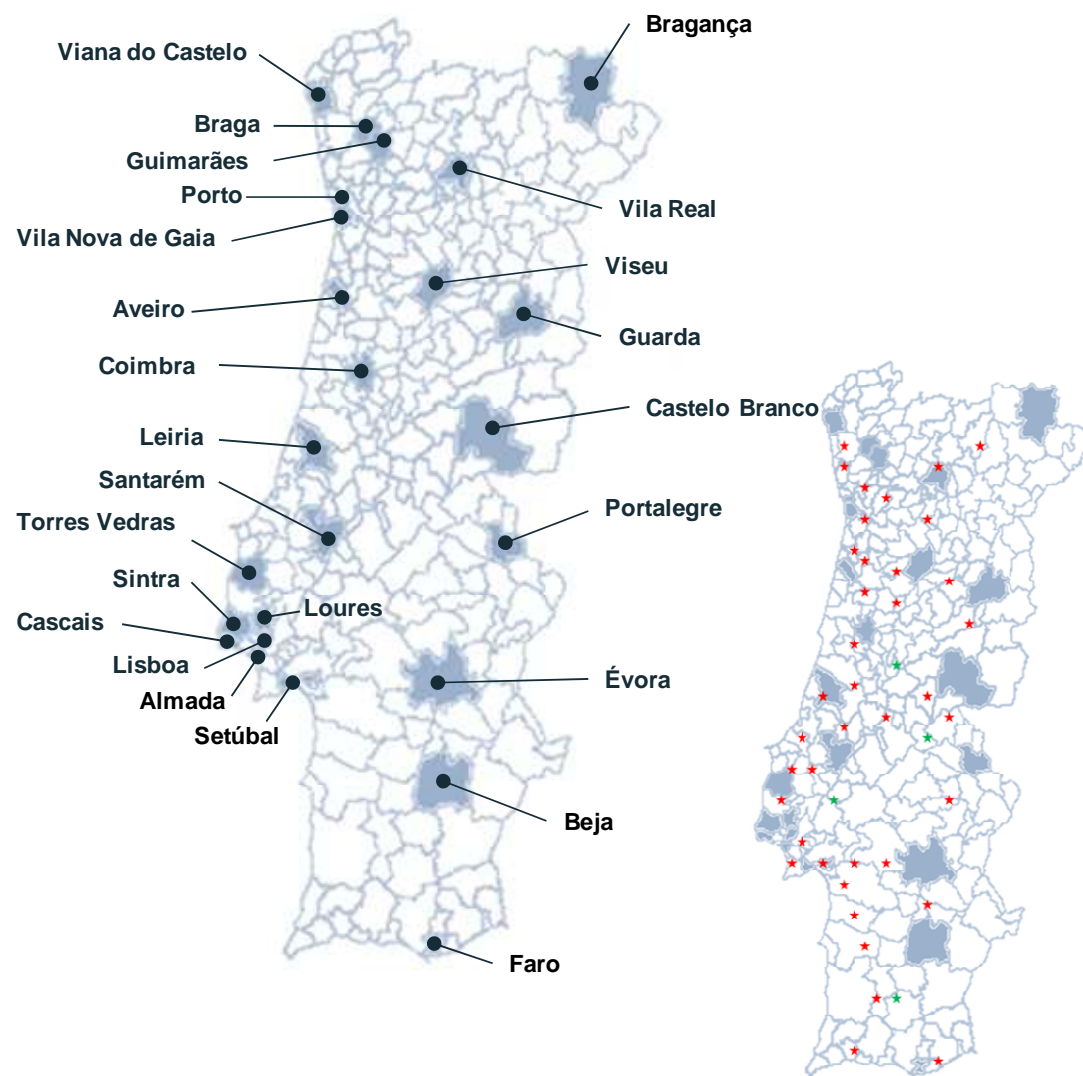 Bragança
Viana do Castelo
Braga
Guimarães
Porto
Vila Real
Vila Nova de Gaia
Viseu
Aveiro
Guarda
Coimbra
Castelo Branco
Leiria
Santarém
Portalegre
Torres Vedras
Sintra
Loures
Cascais
Lisboa
Évora
Almada
Setúbal
Beja
Faro